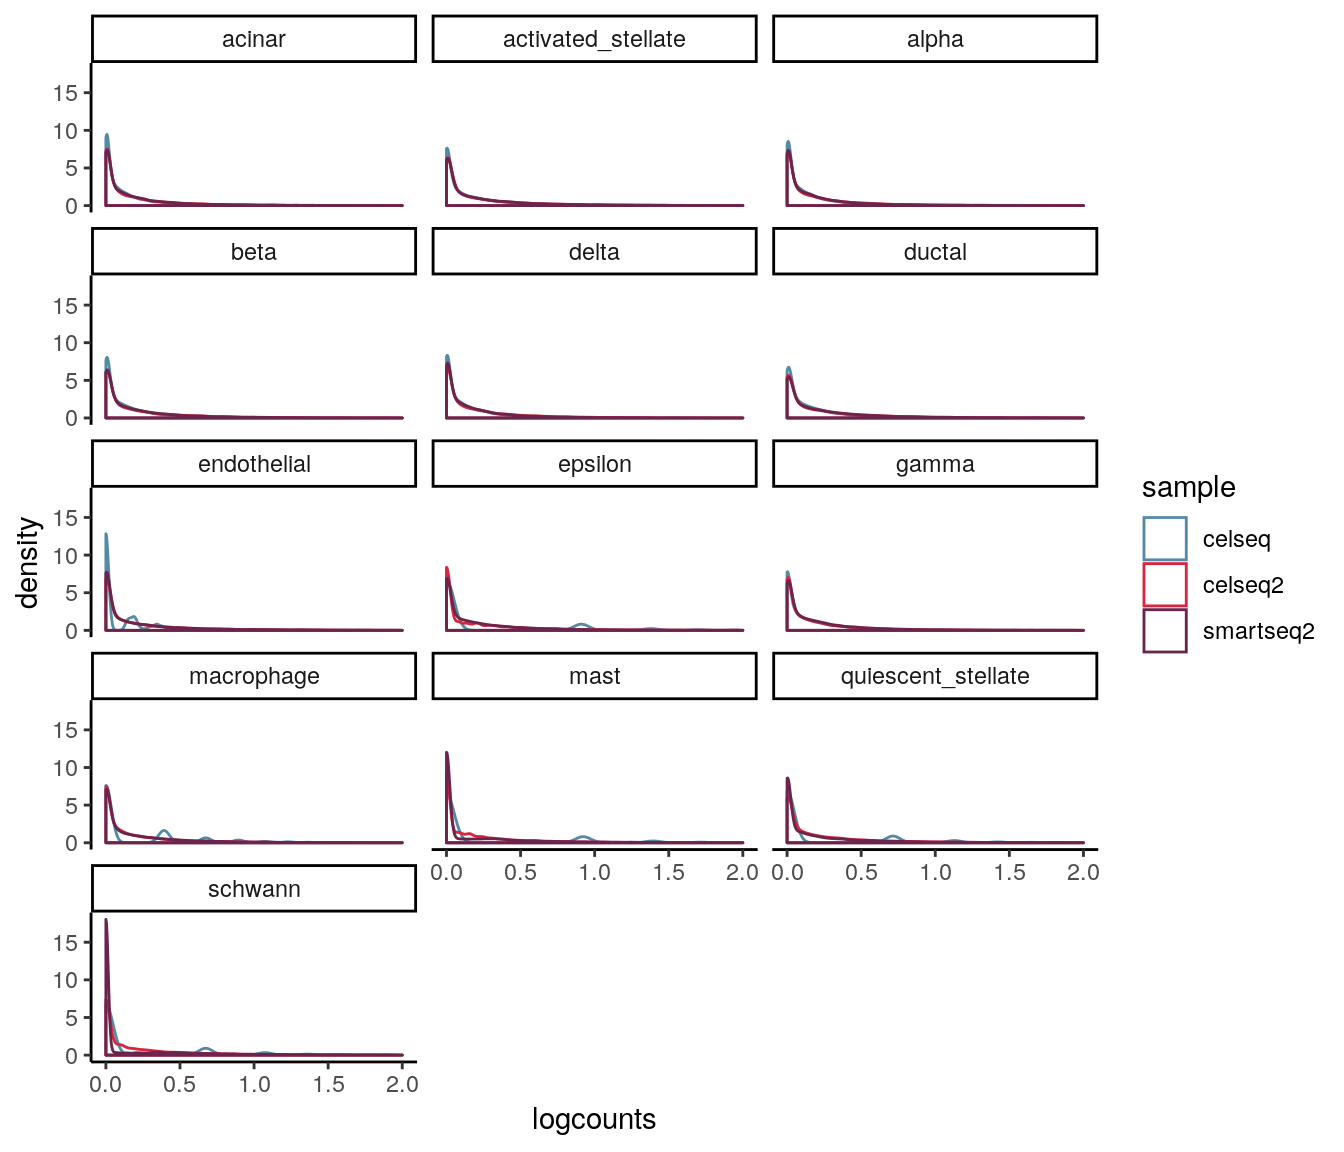 acinar activated_stellate alpha
15
10
5
0
beta delta ductal
15
10
5
0
endothelial epsilon gamma
15
10
5
0
macrophage mast quiescent_stellate
15
10
5
0
0.0 0.5 1.0 1.5 2.0 0.0 0.5 1.0 1.5 2.0
schwann
15
10
5
0
0.0 0.5 1.0 1.5 2.0
logcounts
density
sample
celseq
celseq2
smartseq2